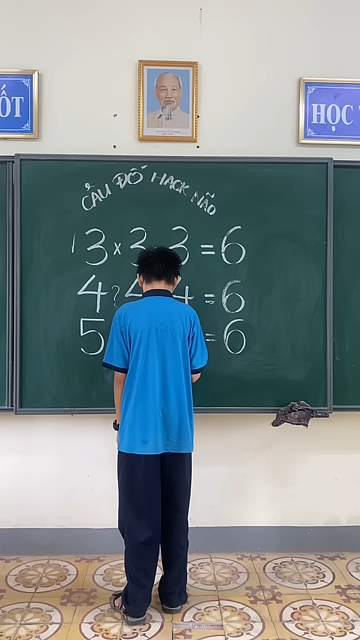 ỐT
HỌC
CÂU ĐỐ HACK NÃO
3 x 3 3 = 6
4 ? 4 4 = 6
5 = 6